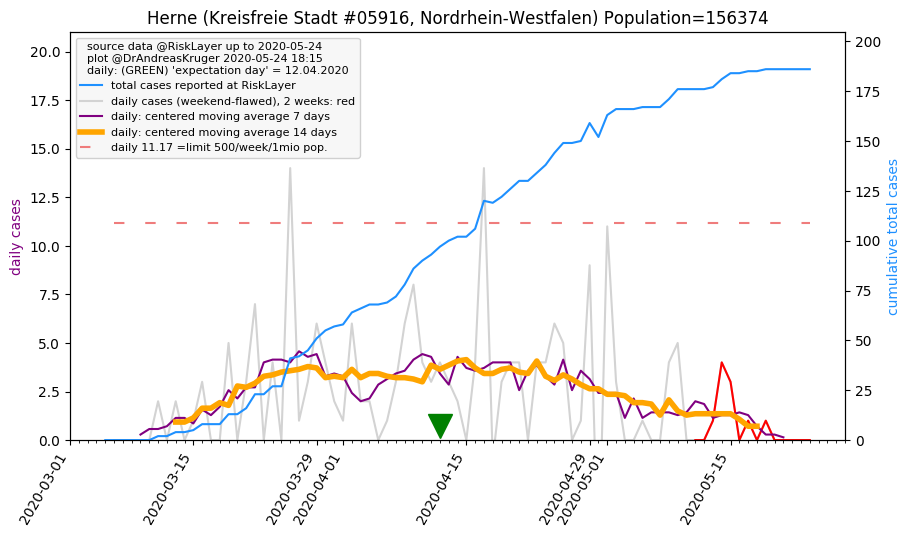 Herne (Kreisfreie Stadt #05916, Nordrhein-Westfalen) Population=156374
source data @RiskLayer up to 2020-05-24
plot @DrAndreasKruger 2020-05-24 18:15
daily: (GREEN) 'expectation day' = 12.04.2020
total cases reported at RiskLayer
daily cases (weekend-flawed), 2 weeks: red
daily: centered moving average 7 days
daily: centered moving average 14 days
daily 11.17 =limit 500/week/1mio pop.
daily cases
20.0
17.5
15.0
12.5
10.0
7.5
5.0
2.5
0.0
cumulative total cases
200
175
150
125
100
75
50
25
0
2020-03-01
2020-03-15
2020-03-29
2020-04-01
2020-04-15
2020-04-29
2020-05-01
2020-05-15